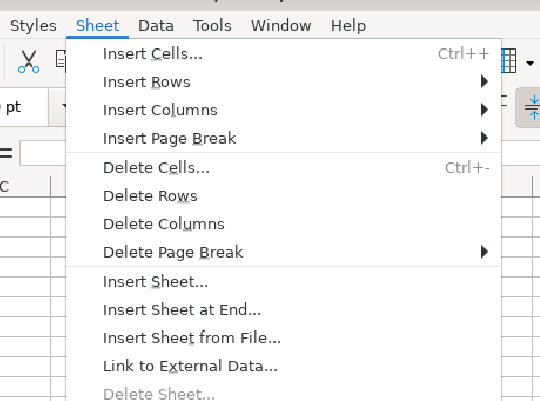 Styles Sheet Data Tools Window Help
Insert Cells... Ctrl++
Insert Rows
pt Insert Columns
Insert Page Break
=
Delete Cells... Ctrl+-
C
Delete Rows
Delete Columns
Delete Page Break
Insert Sheet...
Insert Sheet at End...
Insert Sheet from File...
Link to External Data...
Delete Sheet...